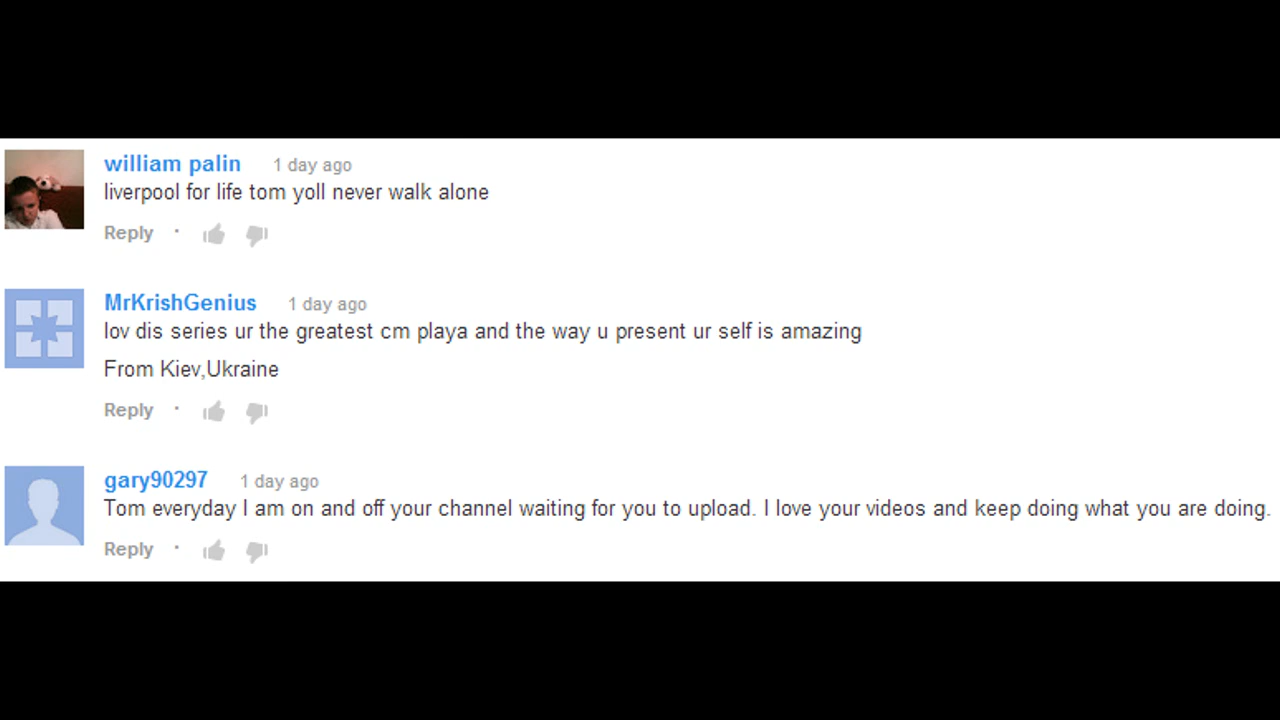 william palin 1 day ago
liverpool for life tom yoll never walk alone
Reply ·
MrKrishGenius 1 day ago
lov dis series ur the greatest cm playa and the way u present ur self is amazing
From Kiev,Ukraine
Reply ·
gary90297 1 day ago
Tom everyday I am on and off your channel waiting for you to upload. I love your videos and keep doing what you are doing.
Reply ·